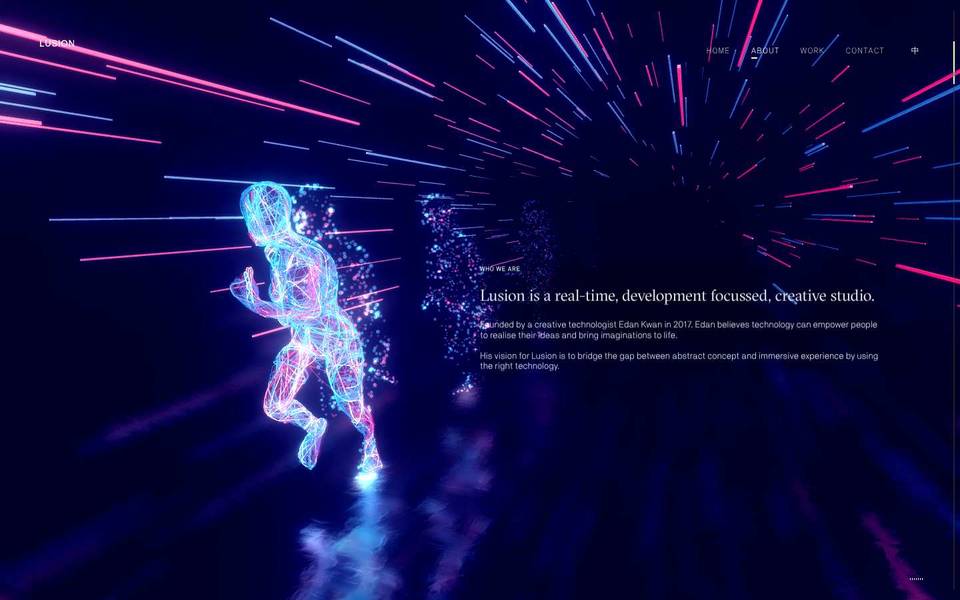 LUSION
HOME ABOUT WORK CONTACT 中
WHO WE ARE
Lusion is a real-time, development focussed, creative studio.
Founded by a creative technologist Edan Kwan in 2017. Edan believes technology can empower people
to realise their ideas and bring imaginations to life.
His vision for Lusion is to bridge the gap between abstract concept and immersive experience by using
the right technology.